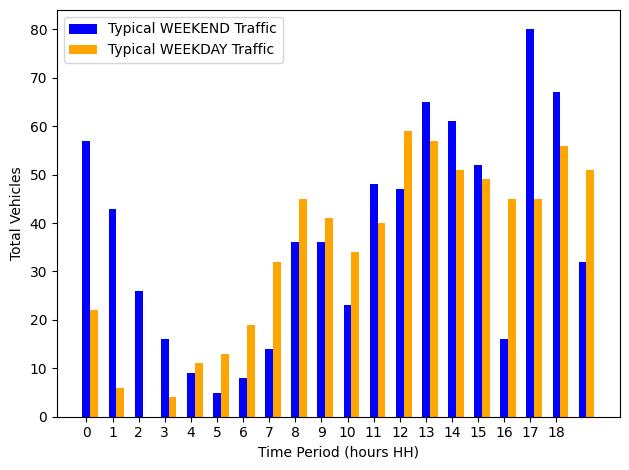 Typical WEEKEND Traffic
Typical WEEKDAY Traffic
80
70
60
50
40
30
20
10
0
Total Vehicles
0 1 2 3 4 5 6 7 8 9 10 11 12 13 14 15 16 17 18
Time Period (hours HH)